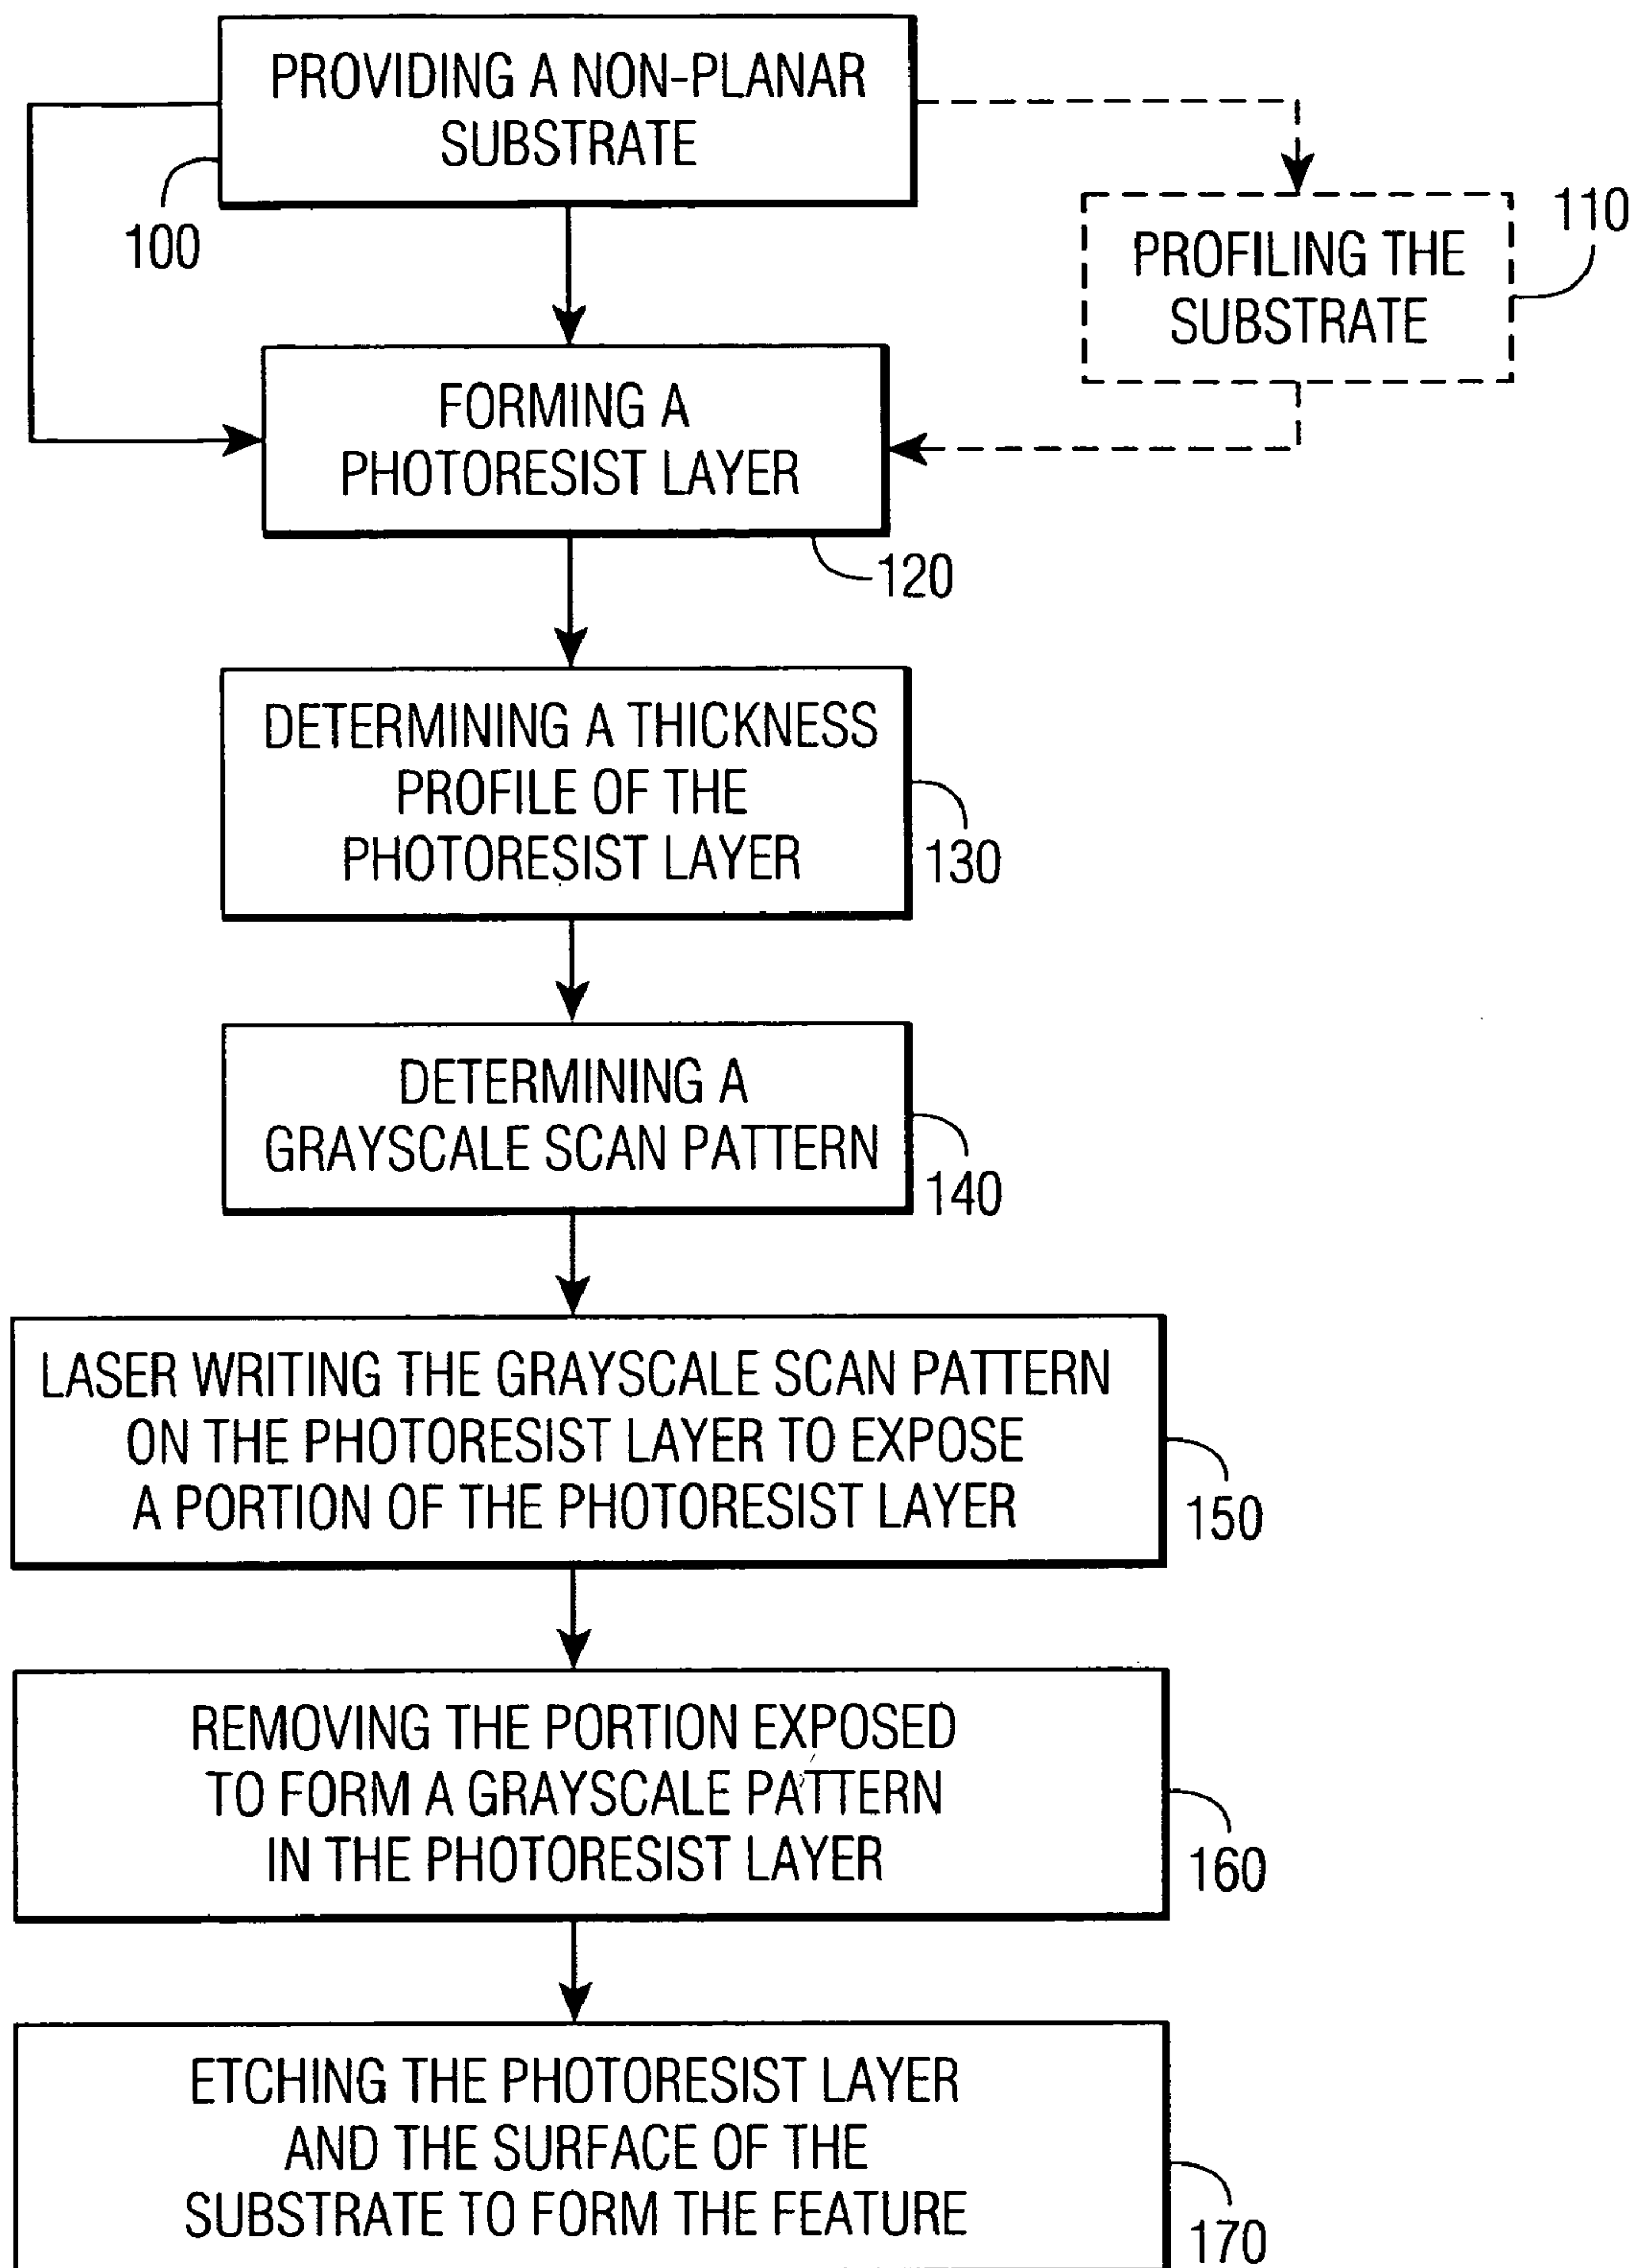 PROVIDING A NON-PLANAR
SUBSTRATE
100
PROFILING THE
SUBSTRATE
110
FORMING A
PHOTORESIST LAYER
120
DETERMINING A THICKNESS
PROFILE OF THE
PHOTORESIST LAYER
130
DETERMINING A
GRAYSCALE SCAN PATTERN
140
LASER WRITING THE GRAYSCALE SCAN PATTERN
ON THE PHOTORESIST LAYER TO EXPOSE
A PORTION OF THE PHOTORESIST LAYER
150
REMOVING THE PORTION EXPOSED
TO FORM A GRAYSCALE PATTERN
IN THE PHOTORESIST LAYER
160
ETCHING THE PHOTORESIST LAYER
AND THE SURFACE OF THE
SUBSTRATE TO FORM THE FEATURE
170